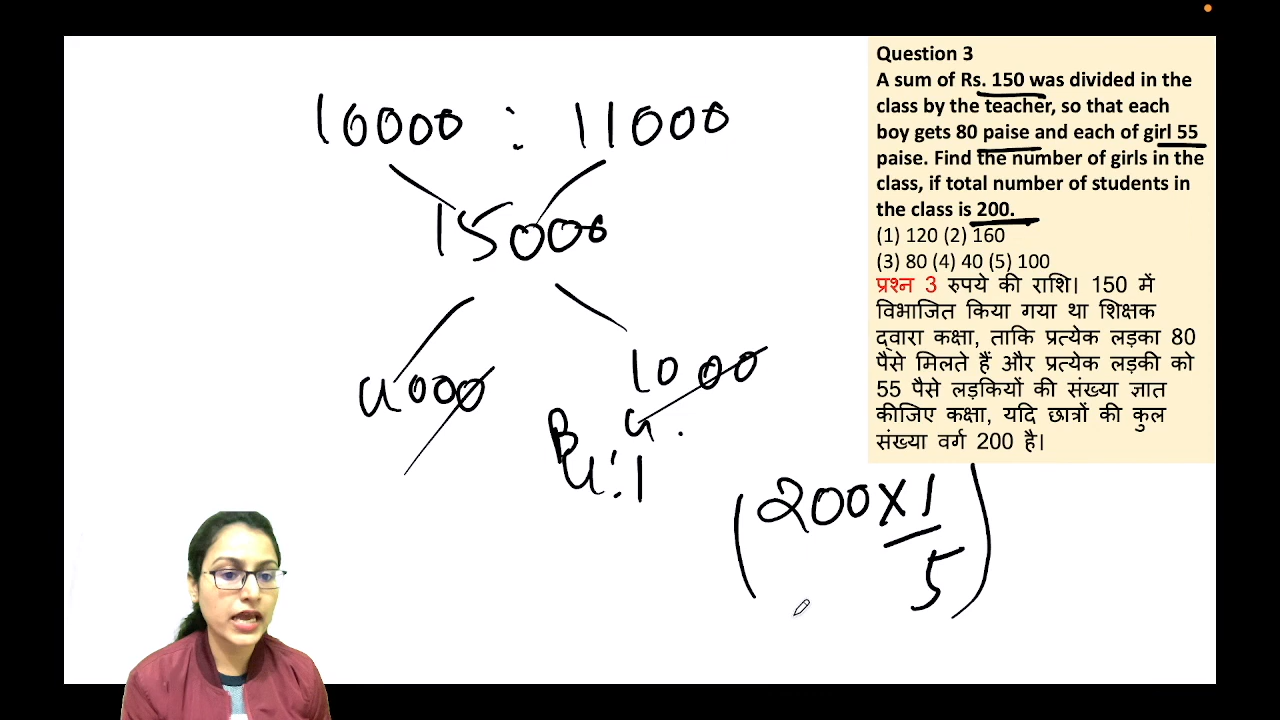 16000 : 11000
15000
4000
1000
B G.
4:1
(200×1/5)
Question 3
A sum of Rs. 150 was divided in the
class by the teacher, so that each
boy gets 80 paise and each of girl 55
paise. Find the number of girls in the
class, if total number of students in
the class is 200.
(1) 120 (2) 160
(3) 80 (4) 40 (5) 100
प्रश्न 3 रुपये की राशि। 150 में
विभाजित किया गया था शिक्षक
द्वारा कक्षा, ताकि प्रत्येक लड़का 80
पैसे मिलते हैं और प्रत्येक लड़की को
55 पैसे लड़कियों की संख्या ज्ञात
कीजिए कक्षा, यदि छात्रों की कुल
संख्या वर्ग 200 है।